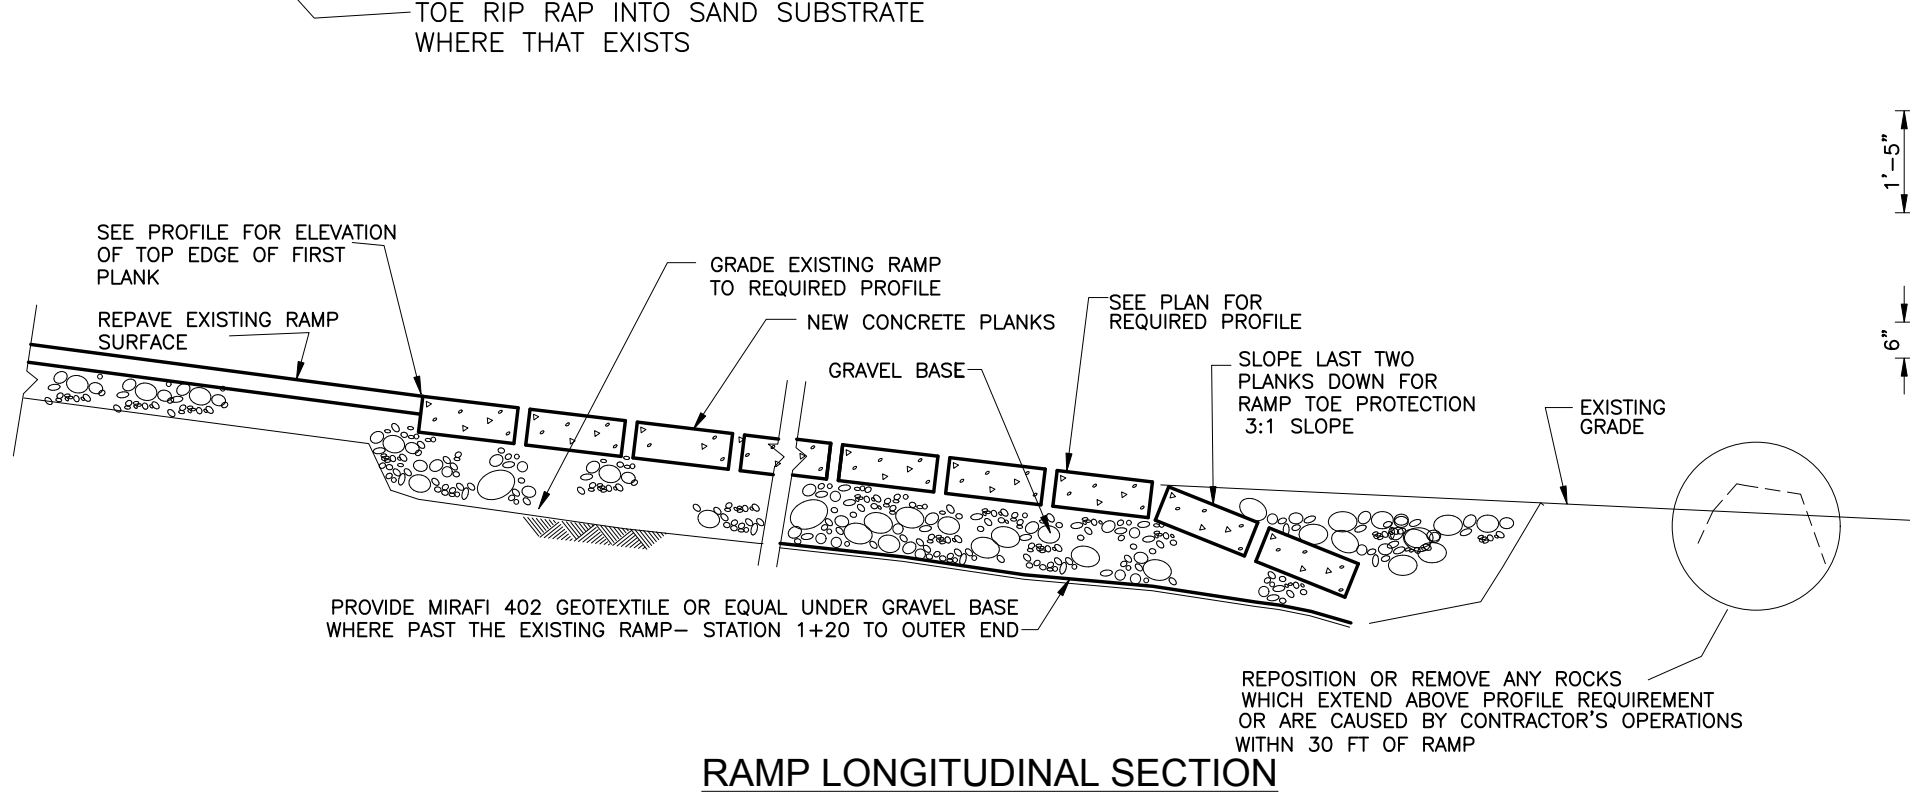 TOE RIP RAP INTO SAND SUBSTRATE
WHERE THAT EXISTS
1'-5"
6"
SEE PROFILE FOR ELEVATION
OF TOP EDGE OF FIRST
PLANK
REPAVE EXISTING RAMP
SURFACE
GRADE EXISTING RAMP
TO REQUIRED PROFILE
NEW CONCRETE PLANKS
GRAVEL BASE
SEE PLAN FOR
REQUIRED PROFILE
SLOPE LAST TWO
PLANKS DOWN FOR
RAMP TOE PROTECTION
3:1 SLOPE
EXISTING
GRADE
PROVIDE MIRAFI 402 GEOTEXTILE OR EQUAL UNDER GRAVEL BASE
WHERE PAST THE EXISTING RAMP- STATION 1+20 TO OUTER END
REPOSITION OR REMOVE ANY ROCKS
WHICH EXTEND ABOVE PROFILE REQUIREMENT
OR ARE CAUSED BY CONTRACTOR'S OPERATIONS
WITHN 30 FT OF RAMP
RAMP LONGITUDINAL SECTION